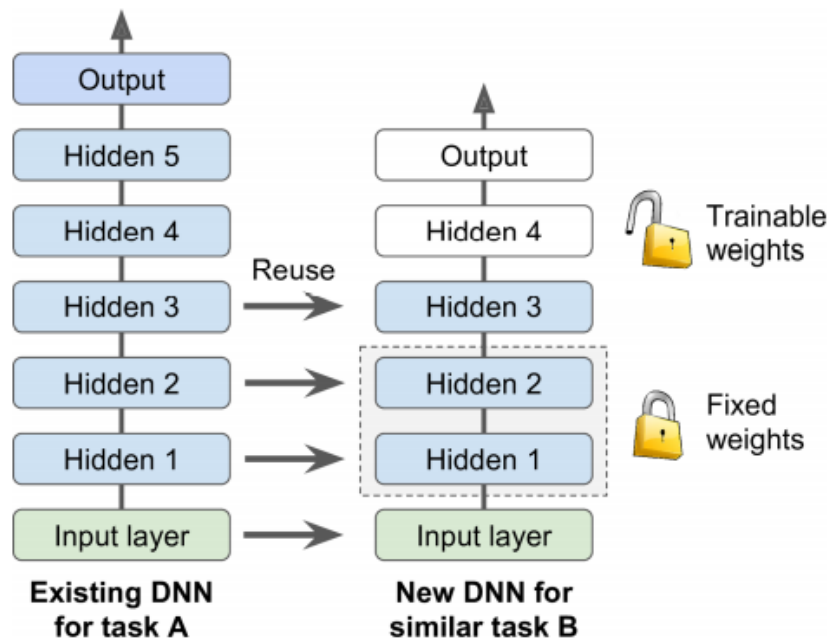 Output
Hidden 5
Hidden 4
Hidden 3
Hidden 2
Hidden 1
Input layer
Existing DNN
for task A
Reuse
Output
Hidden 4
Hidden 3
Hidden 2
Hidden 1
Input layer
New DNN for
similar task B
Trainable
weights
Fixed
weights